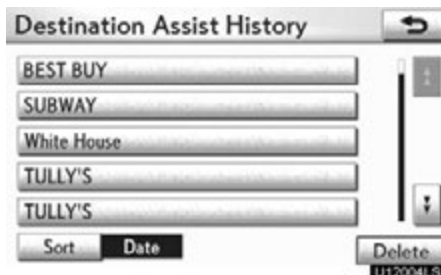 Destination Assist History
BEST BUY
SUBWAY
White House
TULLY'S
TULLY'S
Sort Date
Delete